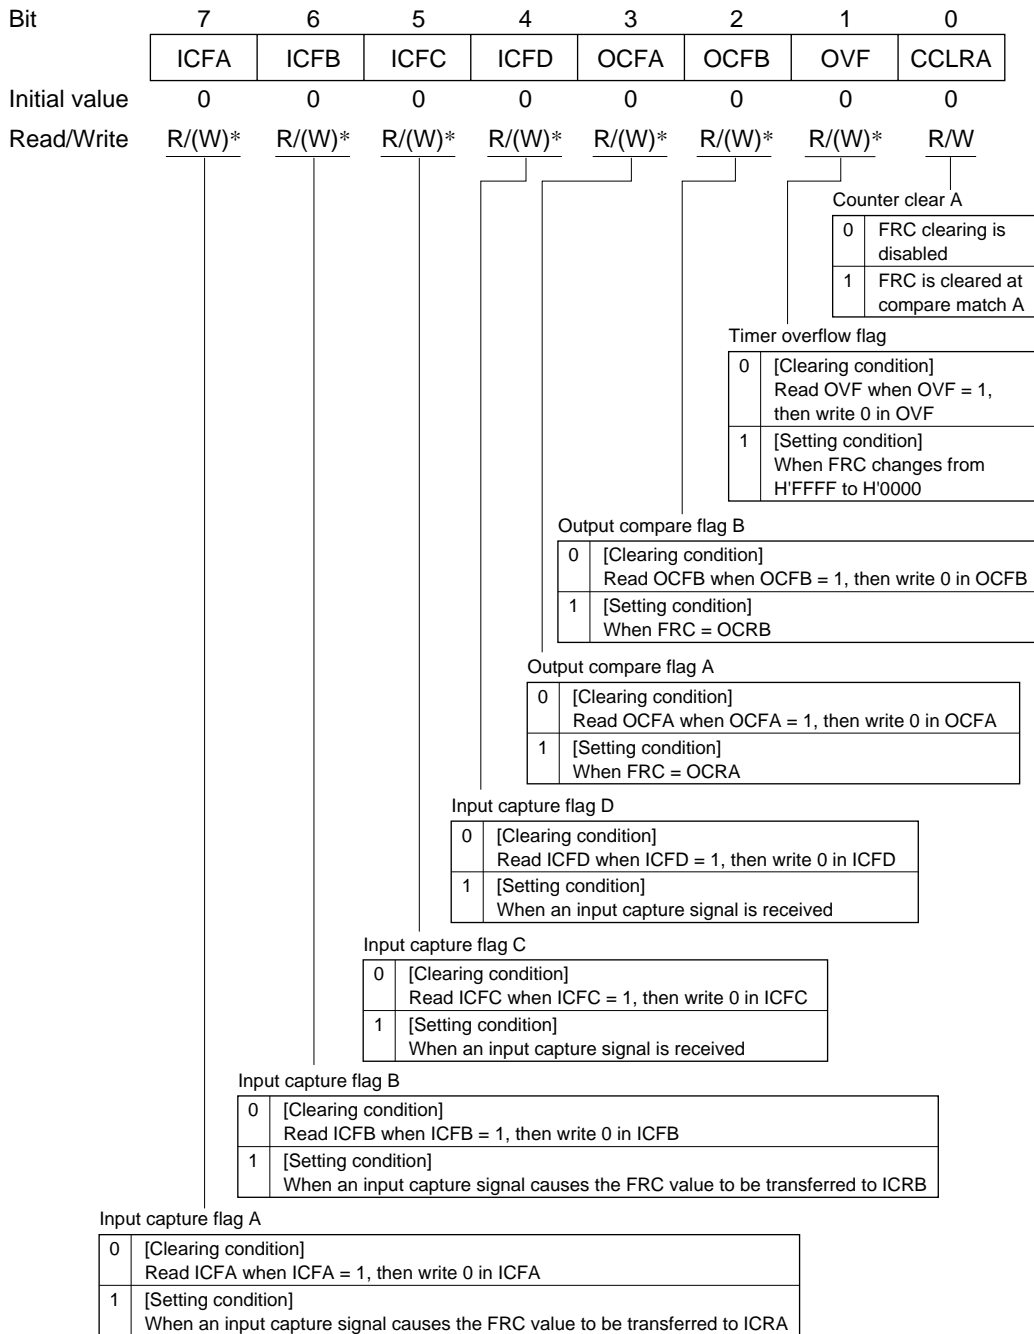 Bit 7 6 5 4 3 2 1 0
ICFA ICFB ICFC ICFD OCFA OCFB OVF CCLRA
Initial value 0 0 0 0 0 0 0 0
Read/Write R/(W)* R/(W)* R/(W)* R/(W)* R/(W)* R/(W)* R/(W)* R/W
Counter clear A
0 FRC clearing is
disabled
1 FRC is cleared at
compare match A
Timer overflow flag
0 [Clearing condition]
Read OVF when OVF = 1,
then write 0 in OVF
1 [Setting condition]
When FRC changes from
H'FFFF to H'0000
Output compare flag B
0 [Clearing condition]
Read OCFB when OCFB = 1, then write 0 in OCFB
1 [Setting condition]
When FRC = OCRB
Output compare flag A
0 [Clearing condition]
Read OCFA when OCFA = 1, then write 0 in OCFA
1 [Setting condition]
When FRC = OCRA
Input capture flag D
0 [Clearing condition]
Read ICFD when ICFD = 1, then write 0 in ICFD
1 [Setting condition]
When an input capture signal is received
Input capture flag C
0 [Clearing condition]
Read ICFC when ICFC = 1, then write 0 in ICFC
1 [Setting condition]
When an input capture signal is received
Input capture flag B
0 [Clearing condition]
Read ICFB when ICFB = 1, then write 0 in ICFB
1 [Setting condition]
When an input capture signal causes the FRC value to be transferred to ICRB
Input capture flag A
0 [Clearing condition]
Read ICFA when ICFA = 1, then write 0 in ICFA
1 [Setting condition]
When an input capture signal causes the FRC value to be transferred to ICRA